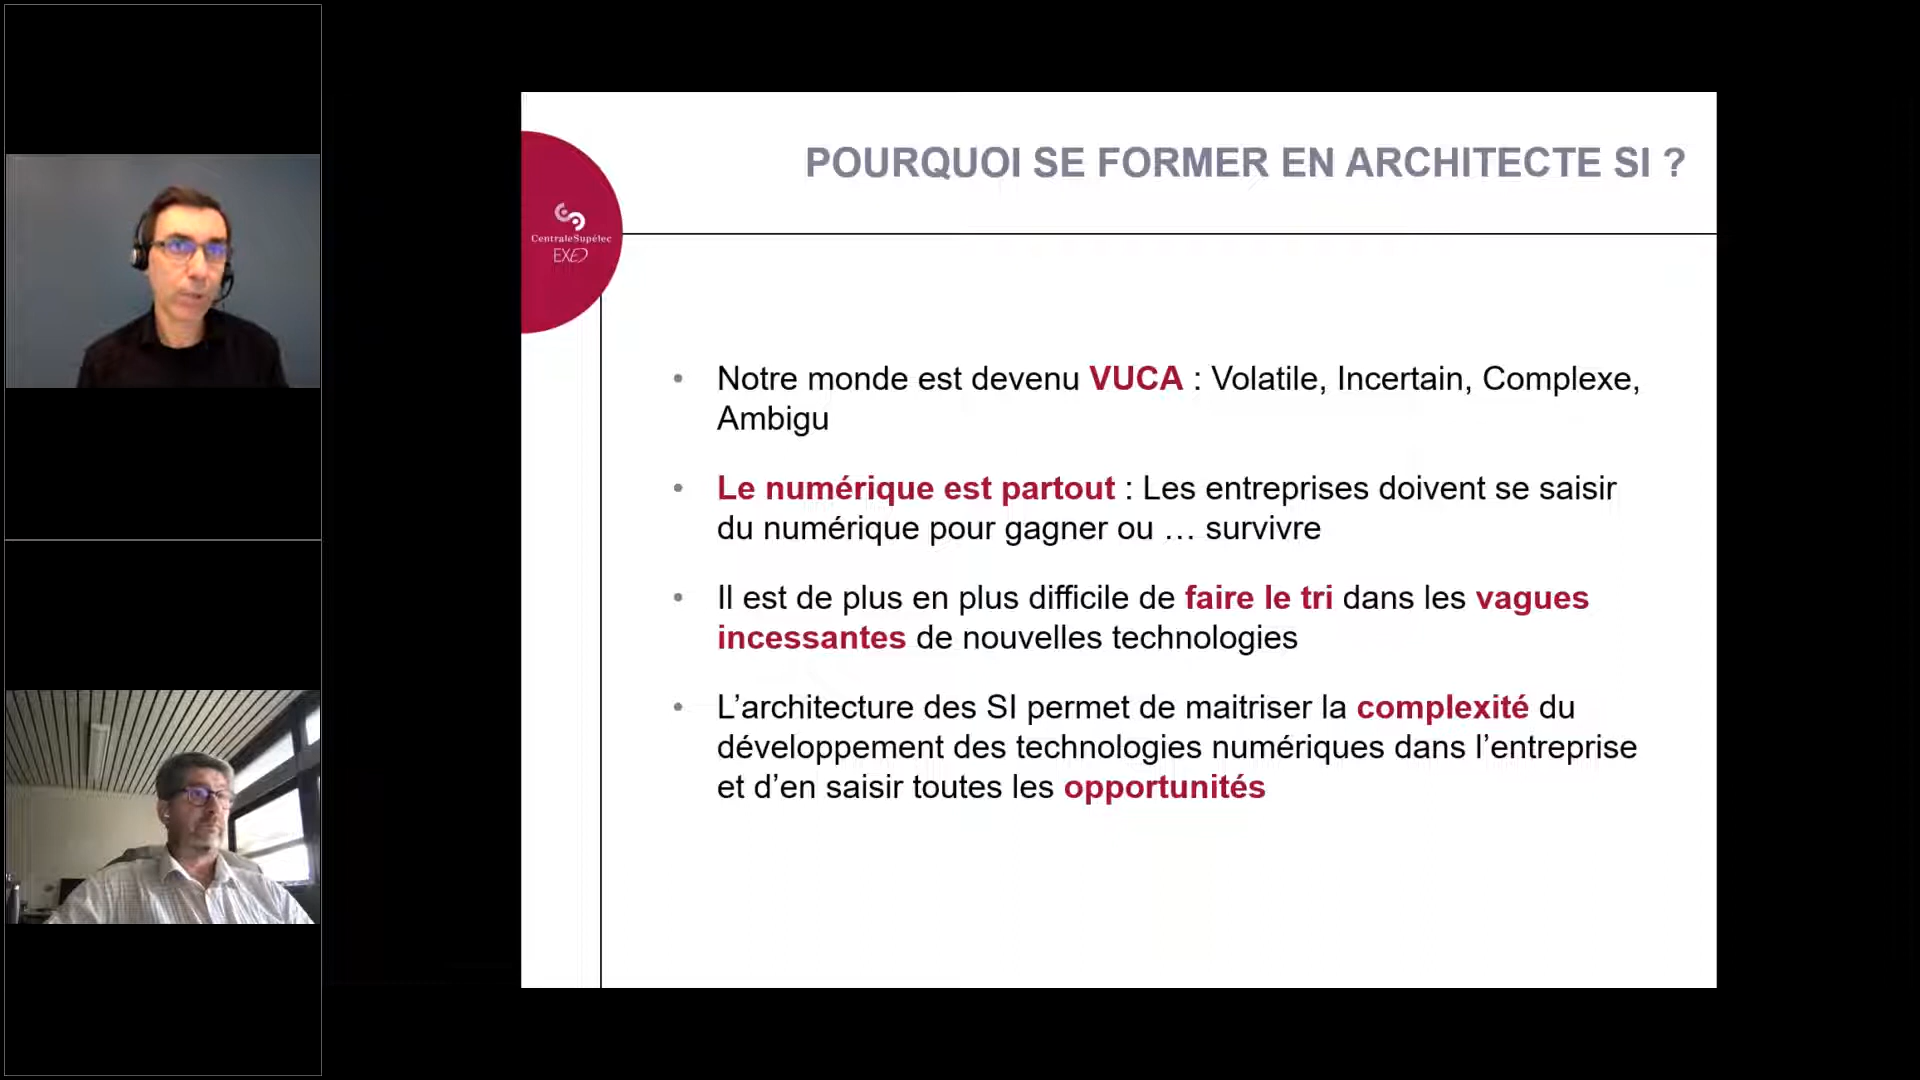 POURQUOI SE FORMER EN ARCHITECTE SI ?
CentraleSupélec
EXED
• Notre monde est devenu VUCA : Volatile, Incertain, Complexe,
Ambigu
• Le numérique est partout : Les entreprises doivent se saisir
du numérique pour gagner ou … survivre
• Il est de plus en plus difficile de faire le tri dans les vagues
incessantes de nouvelles technologies
• L’architecture des SI permet de maitriser la complexité du
développement des technologies numériques dans l’entreprise
et d’en saisir toutes les opportunités